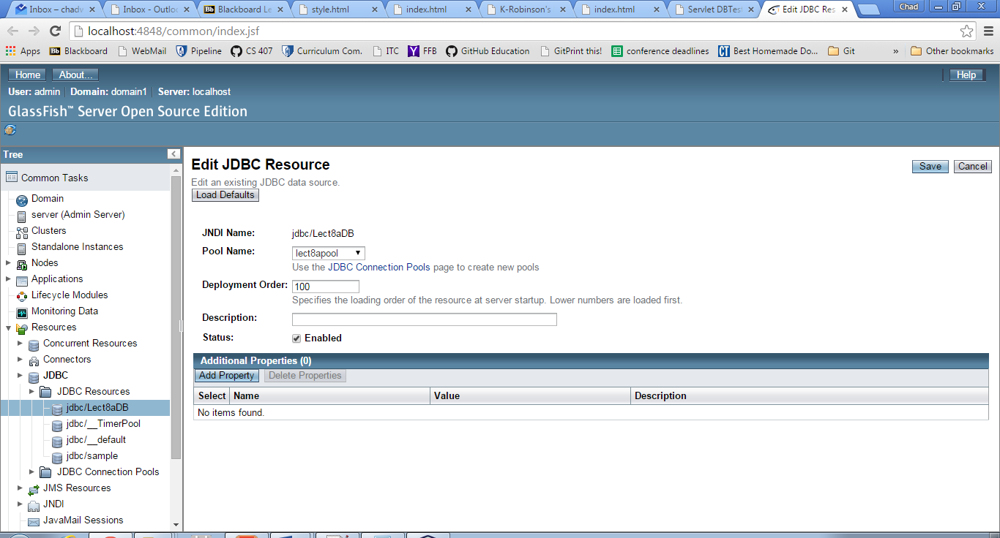 Inbox – chadw
Inbox - Outloo
Blackboard Le
style.html
index.html
K-Robinson's
index.html
Servlet DBTest
Edit JDBC Res
Chad
localhost:4848/common/index.jsf
Apps
Blackboard
WebMail
Pipeline
CS 407
Curriculum Com.
ITC
FFB
GitHub Education
GitPrint this!
conference deadlines
Best Homemade Do...
Git
»
Other bookmarks
Home
About...
Help
User: admin
Domain: domain1
Server: localhost
GlassFish™ Server Open Source Edition
Tree
Common Tasks
Domain
server (Admin Server)
Clusters
Standalone Instances
Nodes
Applications
Lifecycle Modules
Monitoring Data
Resources
Concurrent Resources
Connectors
JDBC
JDBC Resources
jdbc/Lect8aDB
jdbc/__TimerPool
jdbc/__default
jdbc/sample
JDBC Connection Pools
JMS Resources
JNDI
JavaMail Sessions
Edit JDBC Resource
Save
Cancel
Edit an existing JDBC data source.
Load Defaults
JNDI Name:
jdbc/Lect8aDB
Pool Name:
lect8apool
Use the JDBC Connection Pools page to create new pools
Deployment Order:
100
Specifies the loading order of the resource at server startup. Lower numbers are loaded first.
Description:
Status:
Enabled
Additional Properties (0)
Add Property
Delete Properties
Select
Name
Value
Description
No items found.